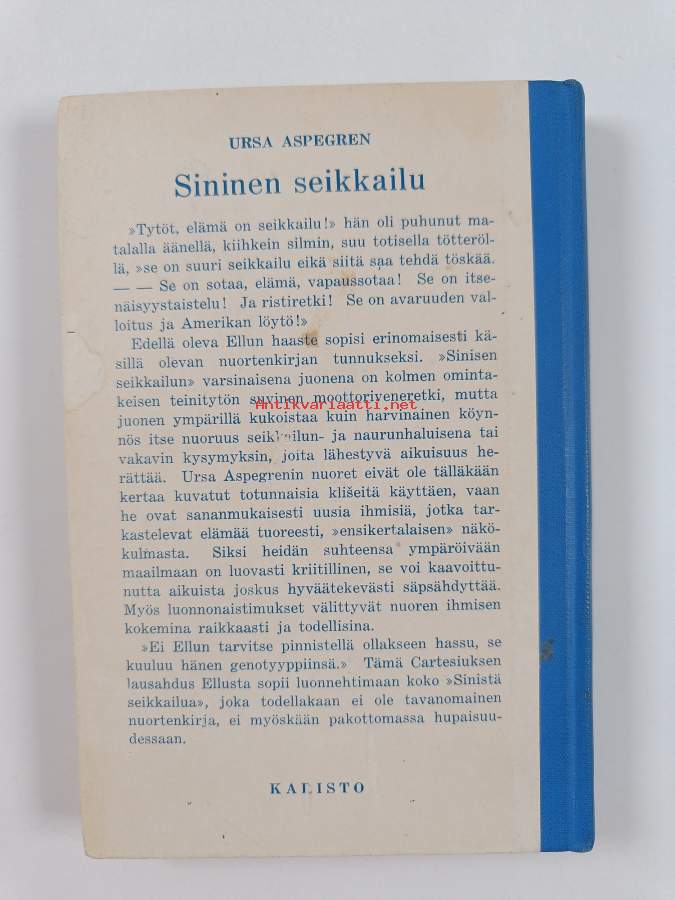 URSA ASPEGREN
Sininen seikkailu
»Tytöt, elämä on seikkailu!» hän oli puhunut ma-
talalla äänellä, kiihkein silmin, suu totisella tötteröl-
lä, »se on suuri seikkailu eikä siitä saa tehdä töskää.
— — Se on sotaa, elämä, vapaussotaa! Se on itse-
näisyystaistelu! Ja ristiretki! Se on avaruuden val-
loitus ja Amerikan löytö!»
Edellä oleva Ellun haaste sopisi erinomaisesti kä-
sillä olevan nuortenkirjan tunnukseksi. »Sinisen
seikkailun» varsinaisena juonena on kolmen ominta-
keisen teinitytön suvinen moottoriveneretki, mutta
Antikvariaatti.net
juonen ympärillä kukoistaa kuin harvinainen köyn-
nös itse nuoruus seikkailun- ja naurunhaluisena tai
vakavin kysymyksin, joita lähestyvä aikuisuus he-
rättää. Ursa Aspegrenin nuoret eivät ole tälläkään
kertaa kuvatut totunnaisia klišeitä käyttäen, vaan
he ovat sananmukaisesti uusia ihmisiä, jotka tar-
kastelevat elämää tuoreesti, »ensikertalaisen» näkö-
kulmasta. Siksi heidän suhteensa ympäröivään
maailmaan on luovasti kriitillinen, se voi kaavoittu-
nutta aikuista joskus hyväätekevästi säpsähdyttää.
Myös luonnonaistimukset välittyvät nuoren ihmisen
kokemina raikkaasti ja todellisina.
»Ei Ellun tarvitse pinnistellä ollakseen hassu, se
kuuluu hänen genotyyppiinsä.» Tämä Cartesiuksen
lausahdus Ellusta sopii luonnehtimaan koko »Sinistä
seikkailua», joka todellakaan ei ole tavanomainen
nuortenkirja, ei myöskään pakottomassa hupaisuu-
dessaan.
KALISTO